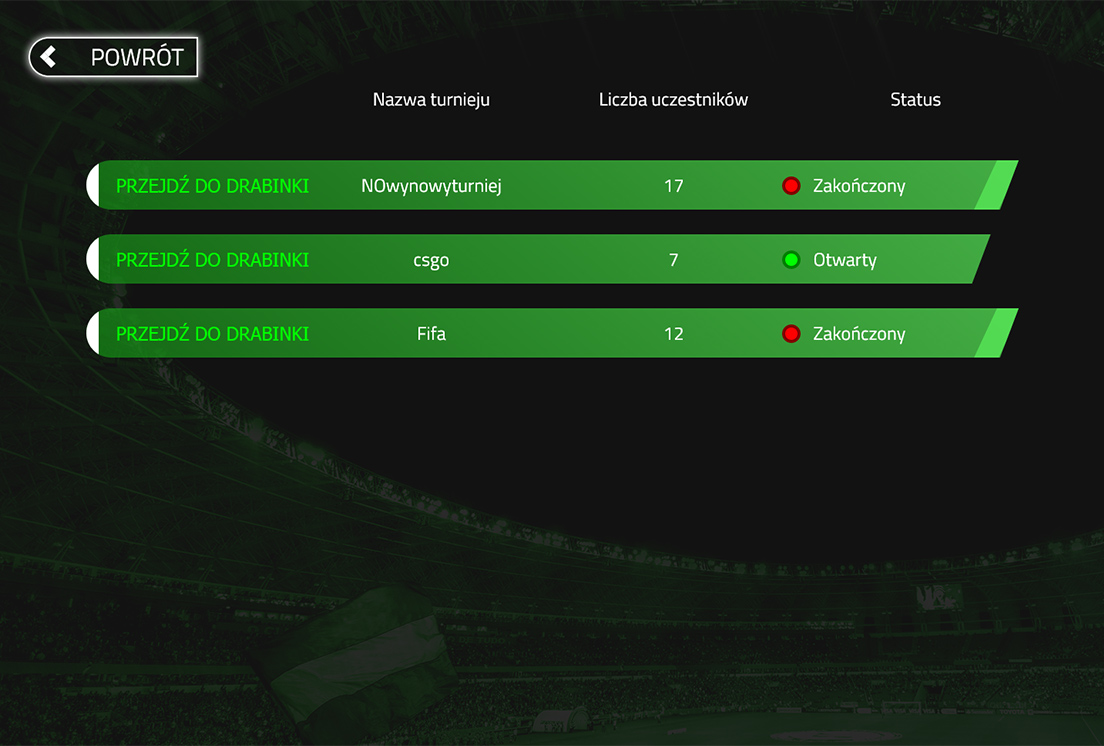 POWRÓT
Nazwa turnieju Liczba uczestników Status
PRZEJDŹ DO DRABINKI NOwynowyturniej 17 Zakończony
PRZEJDŹ DO DRABINKI csgo 7 Otwarty
PRZEJDŹ DO DRABINKI Fifa 12 Zakończony